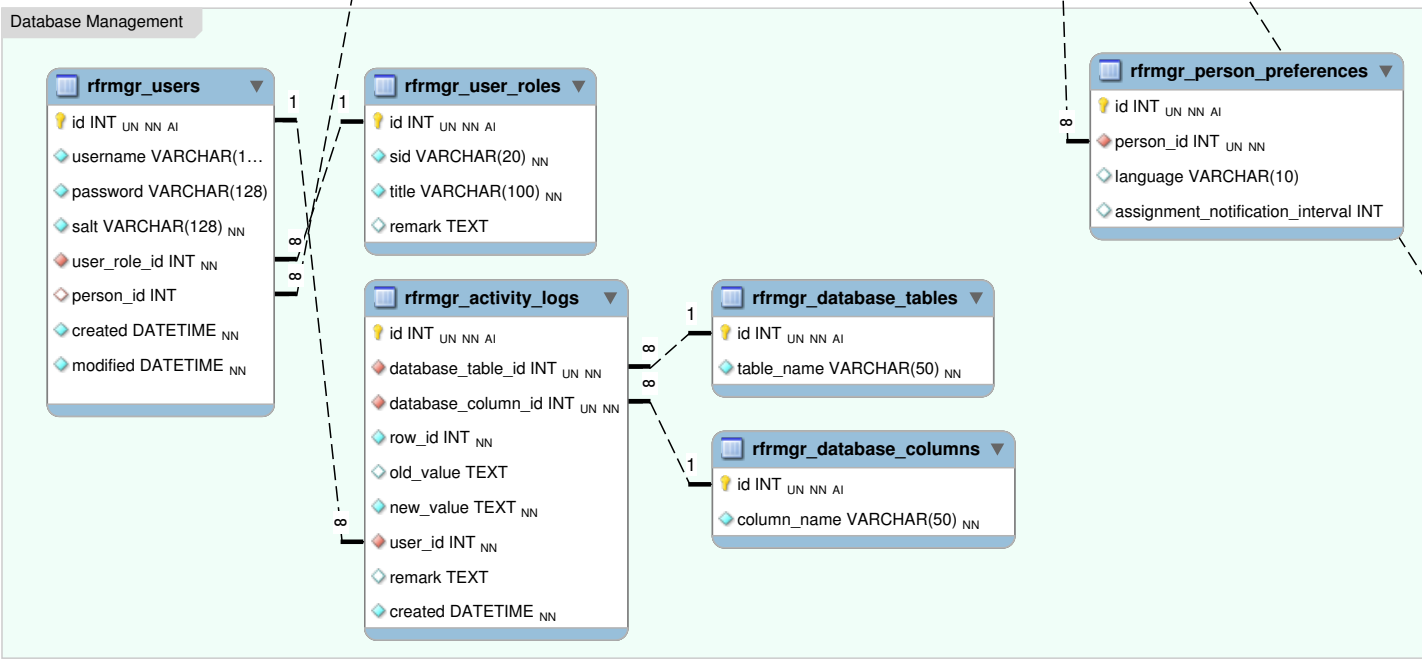 Database Management
rfrmgr_users
id INT UN NN AI
username VARCHAR(1…
password VARCHAR(128)
salt VARCHAR(128) NN
user_role_id INT NN
person_id INT
created DATETIME NN
modified DATETIME NN
1
∞
∞
1
rfrmgr_user_roles
id INT UN NN AI
sid VARCHAR(20) NN
title VARCHAR(100) NN
remark TEXT
rfrmgr_activity_logs
id INT UN NN AI
database_table_id INT UN NN
database_column_id INT UN NN
row_id INT NN
old_value TEXT
new_value TEXT NN
user_id INT NN
remark TEXT
created DATETIME NN
∞
∞
∞
1
1
rfrmgr_database_tables
id INT UN NN AI
table_name VARCHAR(50) NN
rfrmgr_database_columns
id INT UN NN AI
column_name VARCHAR(50) NN
∞
rfrmgr_person_preferences
id INT UN NN AI
person_id INT UN NN
language VARCHAR(10)
assignment_notification_interval INT